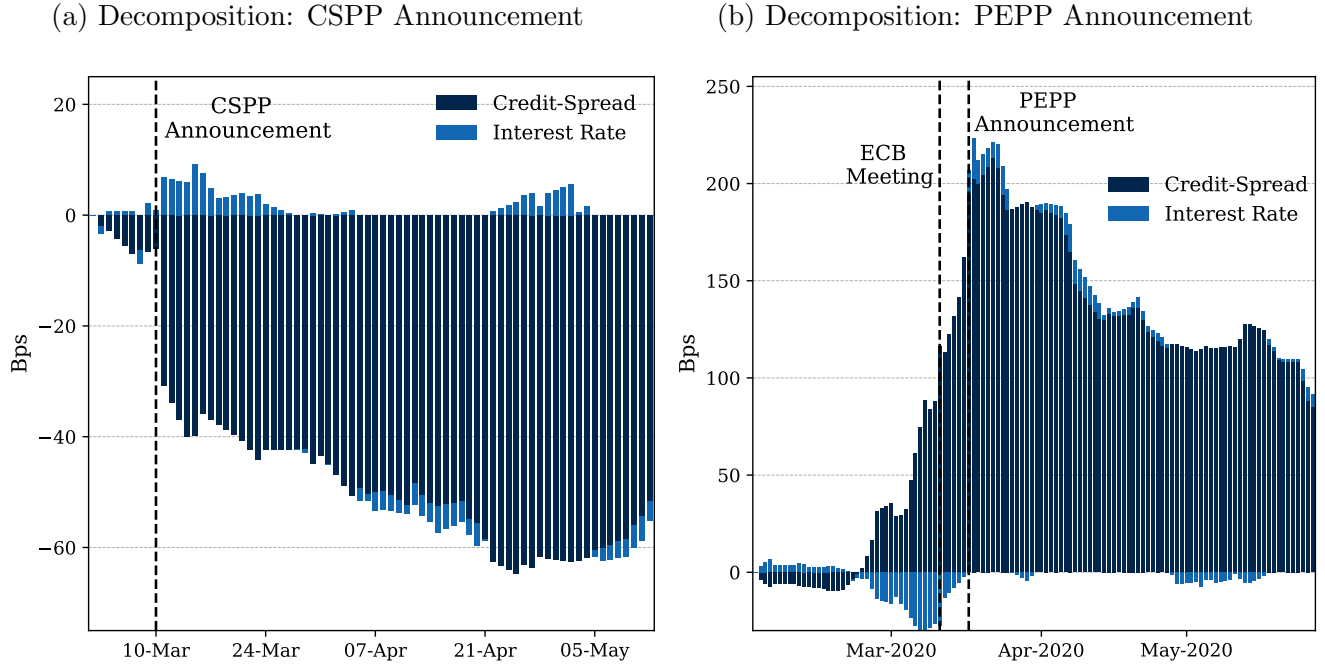 (a) Decomposition: CSPP Announcement
20
0
−20
−40
−60
Bps
CSPP
Announcement
Credit-Spread
Interest Rate
10-Mar
24-Mar
07-Apr
21-Apr
05-May
(b) Decomposition: PEPP Announcement
250
200
150
100
50
0
Bps
ECB
Meeting
PEPP
Announcement
Credit-Spread
Interest Rate
Mar-2020
Apr-2020
May-2020